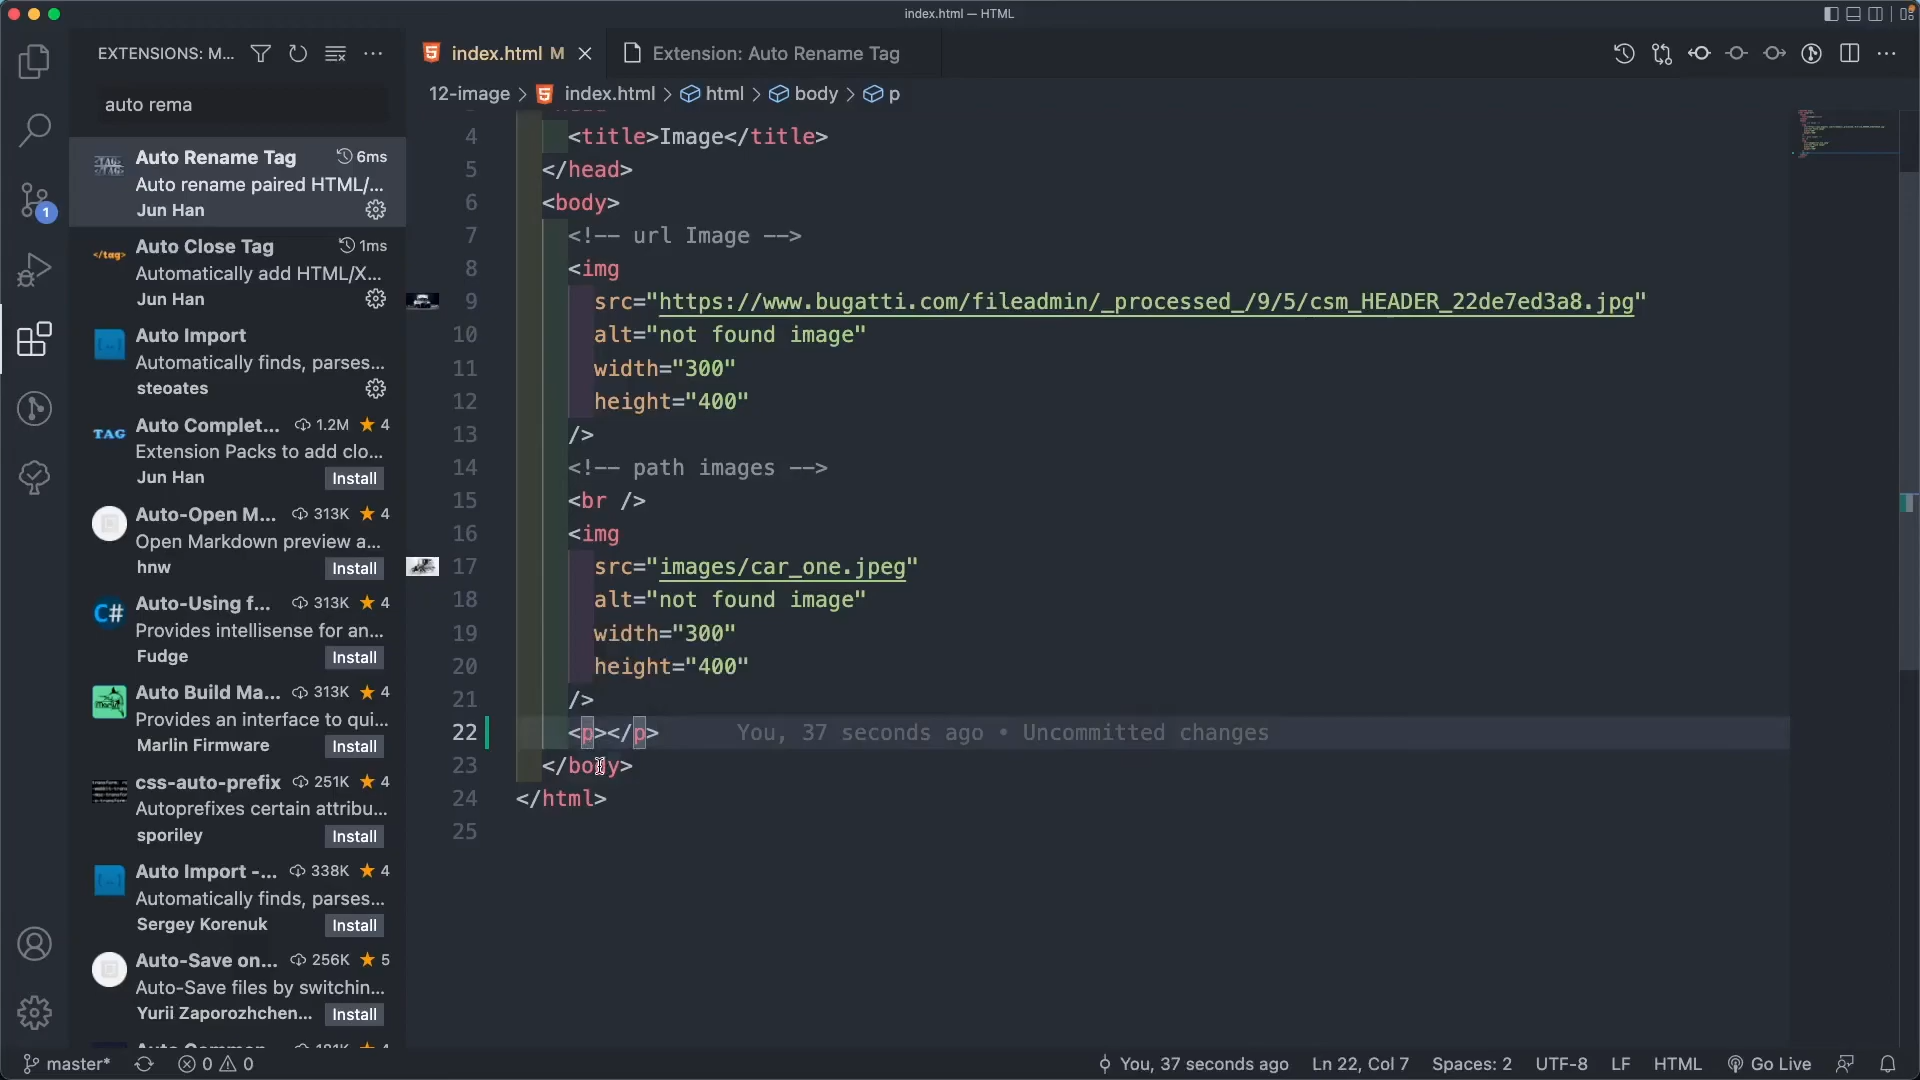 index.html — HTML
EXTENSIONS: M...
auto rema
Auto Rename Tag 6ms
Auto rename paired HTML/...
Jun Han
Auto Close Tag 1ms
Automatically add HTML/X...
Jun Han
Auto Import
Automatically finds, parses...
steoates
Auto Complet... 1.2M ★ 4
Extension Packs to add clo...
Jun Han Install
Auto-Open M... 313K ★ 4
Open Markdown preview a...
hnw Install
Auto-Using f... 313K ★ 4
Provides intellisense for an...
Fudge Install
Auto Build Ma... 313K ★ 4
Provides an interface to qui...
Marlin Firmware Install
css-auto-prefix 251K ★ 4
Autoprefixes certain attribu...
sporiley Install
Auto Import -... 338K ★ 4
Automatically finds, parses...
Sergey Korenuk Install
Auto-Save on... 256K ★ 5
Auto-Save files by switchin...
Yurii Zaporozhchen... Install
index.html M
Extension: Auto Rename Tag
12-image > index.html > html > body > p
4 <title>Image</title>
5 </head>
6 <body>
7 <!-- url Image -->
8 <img
9 src="https://www.bugatti.com/fileadmin/_processed_/9/5/csm_HEADER_22de7ed3a8.jpg"
10 alt="not found image"
11 width="300"
12 height="400"
13 />
14 <!-- path images -->
15 <br />
16 <img
17 src="images/car_one.jpeg"
18 alt="not found image"
19 width="300"
20 height="400"
21 />
22 <p></p> You, 37 seconds ago • Uncommitted changes
23 </body>
24 </html>
25
1
TAG
</tag>
C#
master* 0 0 You, 37 seconds ago Ln 22, Col 7 Spaces: 2 UTF-8 LF HTML Go Live